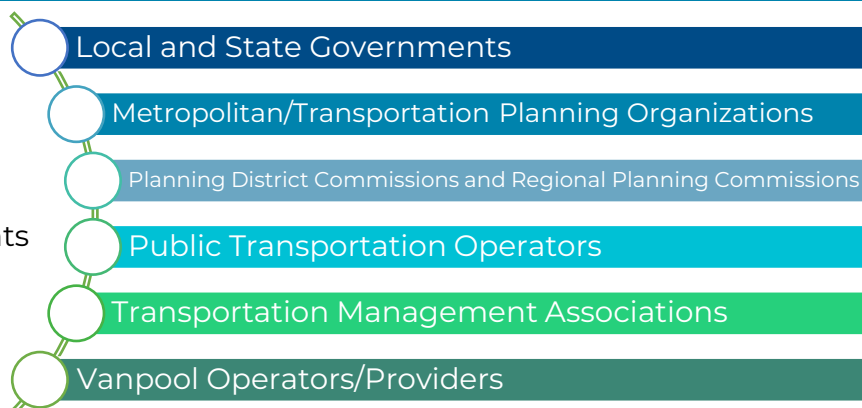 Local and State Governments
Metropolitan/Transportation Planning Organizations
Planning District Commissions and Regional Planning Commissions
Public Transportation Operators
Transportation Management Associations
Vanpool Operators/Providers